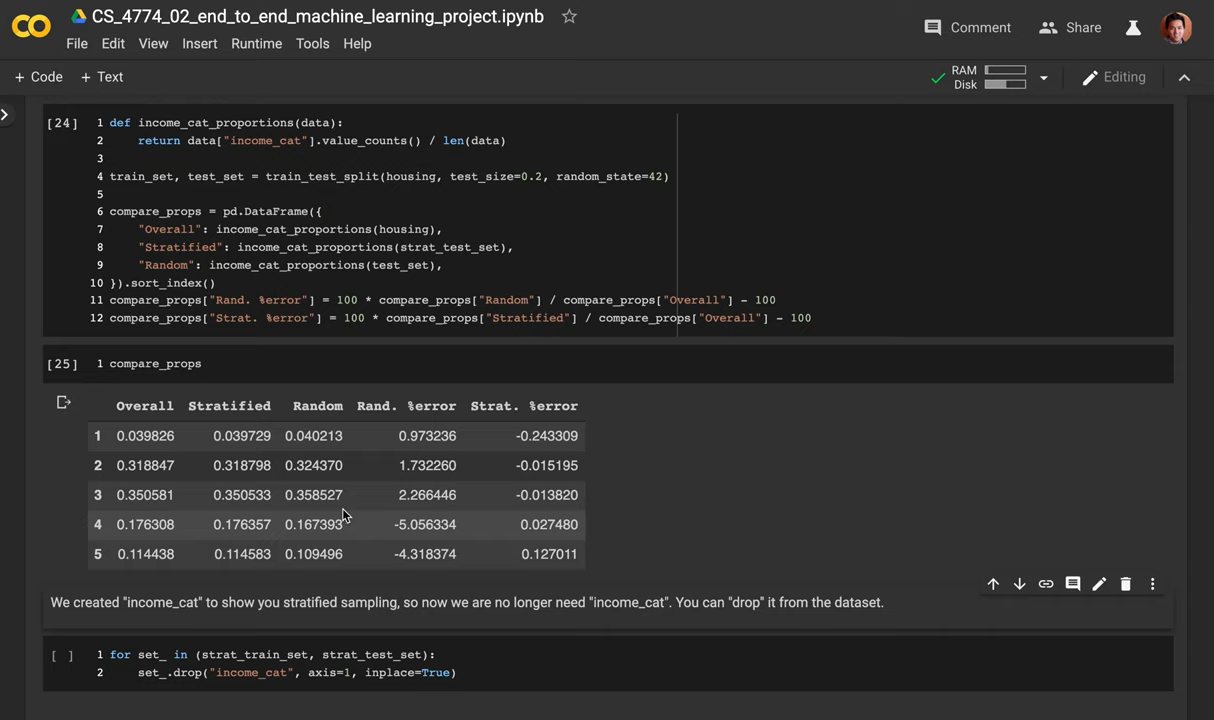 CO CS_4774_02_end_to_end_machine_learning_project.ipynb
File Edit View Insert Runtime Tools Help
Comment Share
+ Code + Text
RAM
Disk
Editing
[24] 1 def income_cat_proportions(data):
2 return data["income_cat"].value_counts() / len(data)
3
4 train_set, test_set = train_test_split(housing, test_size=0.2, random_state=42)
5
6 compare_props = pd.DataFrame({
7 "Overall": income_cat_proportions(housing),
8 "Stratified": income_cat_proportions(strat_test_set),
9 "Random": income_cat_proportions(test_set),
10 }).sort_index()
11 compare_props["Rand. %error"] = 100 * compare_props["Random"] / compare_props["Overall"] - 100
12 compare_props["Strat. %error"] = 100 * compare_props["Stratified"] / compare_props["Overall"] - 100
[25] 1 compare_props
Overall Stratified Random Rand. %error Strat. %error
1 0.039826 0.039729 0.040213 0.973236 -0.243309
2 0.318847 0.318798 0.324370 1.732260 -0.015195
3 0.350581 0.350533 0.358527 2.266446 -0.013820
4 0.176308 0.176357 0.167393 -5.056334 0.027480
5 0.114438 0.114583 0.109496 -4.318374 0.127011
We created "income_cat" to show you stratified sampling, so now we are no longer need "income_cat". You can "drop" it from the dataset.
[ ] 1 for set_ in (strat_train_set, strat_test_set):
2 set_.drop("income_cat", axis=1, inplace=True)